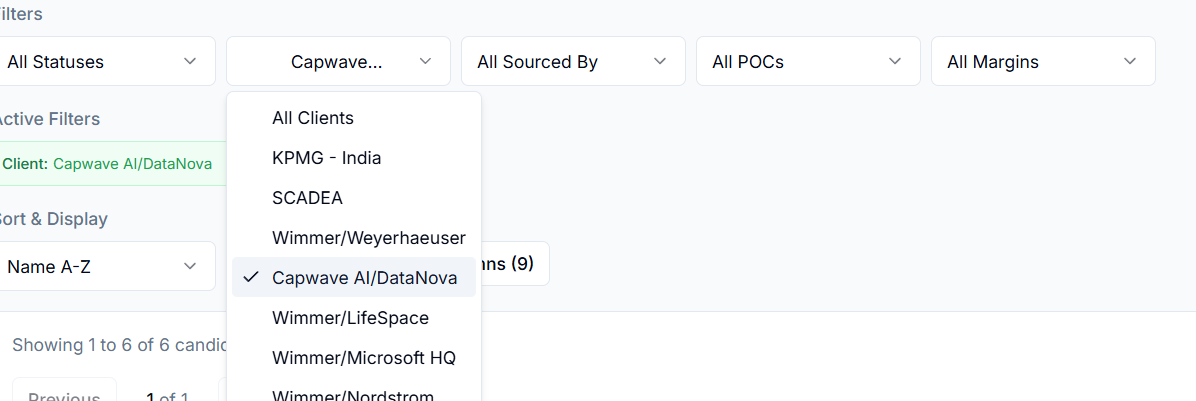 ilters
All Statuses Capwave... All Sourced By All POCs All Margins
Active Filters
All Clients
KPMG - India
Client: Capwave AI/DataNova
SCADEA
Sort & Display
Wimmer/Weyerhaeuser
Name A-Z
nns (9)
Capwave AI/DataNova
Wimmer/LifeSpace
Showing 1 to 6 of 6 candic
Wimmer/Microsoft HQ
Previous 1 of 1
Wimmer/Nordstrom